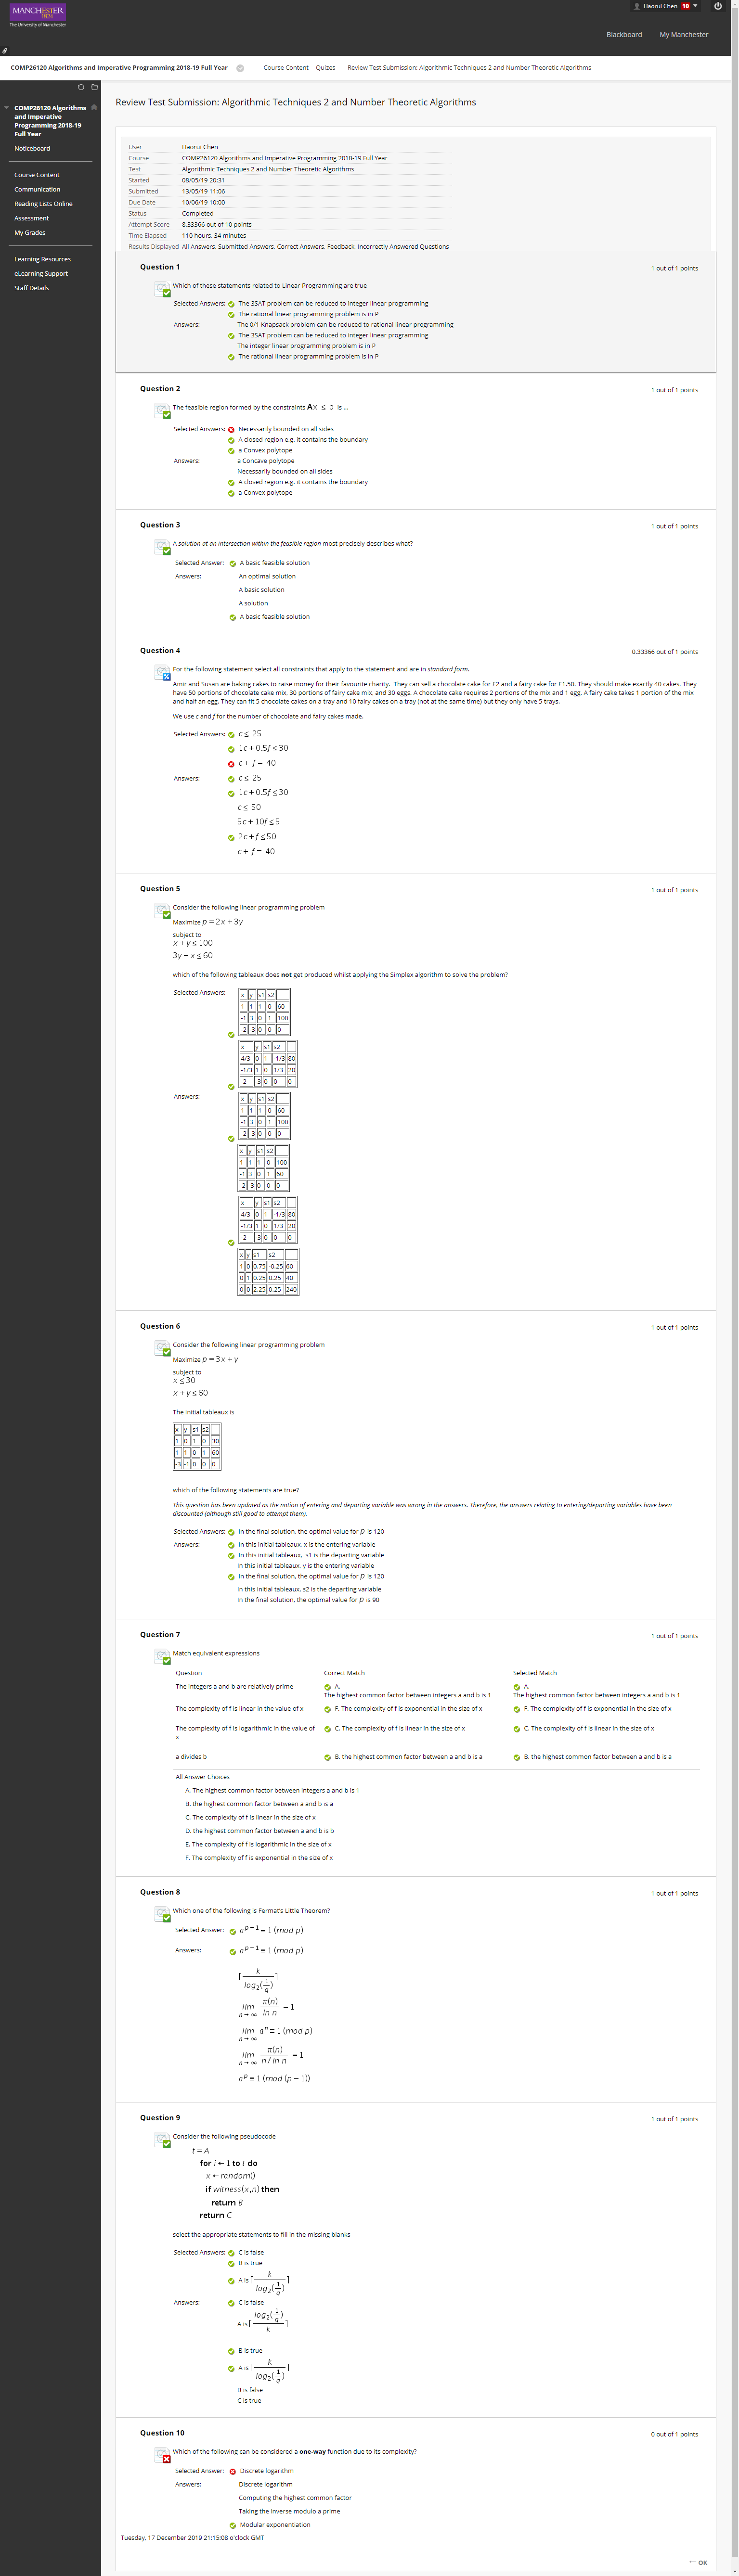 MANCHESTER
1824
The University of Manchester
Haorui Chen 10
Blackboard My Manchester
COMP26120 Algorithms and Imperative Programming 2018-19 Full Year Course Content Quizes Review Test Submission: Algorithmic Techniques 2 and Number Theoretic Algorithms
COMP26120 Algorithms
and Imperative
Programming 2018-19
Full Year
Noticeboard
Course Content
Communication
Reading Lists Online
Assessment
My Grades
Learning Resources
eLearning Support
Staff Details
Review Test Submission: Algorithmic Techniques 2 and Number Theoretic Algorithms
User Haorui Chen
Course COMP26120 Algorithms and Imperative Programming 2018-19 Full Year
Test Algorithmic Techniques 2 and Number Theoretic Algorithms
Started 08/05/19 20:31
Submitted 13/05/19 11:06
Due Date 10/06/19 10:00
Status Completed
Attempt Score 8.33366 out of 10 points
Time Elapsed 110 hours, 34 minutes
Results Displayed All Answers, Submitted Answers, Correct Answers, Feedback, Incorrectly Answered Questions
Question 1 1 out of 1 points
Which of these statements related to Linear Programming are true
Selected Answers: The 3SAT problem can be reduced to integer linear programming
The rational linear programming problem is in P
Answers: The 0/1 Knapsack problem can be reduced to rational linear programming
The 3SAT problem can be reduced to integer linear programming
The integer linear programming problem is in P
The rational linear programming problem is in P
Question 2 1 out of 1 points
The feasible region formed by the constraints Ax ≤ b is ...
Selected Answers: Necessarily bounded on all sides
A closed region e.g. it contains the boundary
a Convex polytope
Answers: a Concave polytope
Necessarily bounded on all sides
A closed region e.g. it contains the boundary
a Convex polytope
Question 3 1 out of 1 points
A solution at an intersection within the feasible region most precisely describes what?
Selected Answer: A basic feasible solution
Answers: An optimal solution
A basic solution
A solution
A basic feasible solution
Question 4 0.33366 out of 1 points
For the following statement select all constraints that apply to the statement and are in standard form.
Amir and Susan are baking cakes to raise money for their favourite charity. They can sell a chocolate cake for £2 and a fairy cake for £1.50. They should make exactly 40 cakes. They
have 50 portions of chocolate cake mix, 30 portions of fairy cake mix, and 30 eggs. A chocolate cake requires 2 portions of the mix and 1 egg. A fairy cake takes 1 portion of the mix
and half an egg. They can fit 5 chocolate cakes on a tray and 10 fairy cakes on a tray (not at the same time) but they only have 5 trays.
We use c and f for the number of chocolate and fairy cakes made.
Selected Answers: c ≤ 25
1c + 0.5f ≤ 30
c + f = 40
Answers: c ≤ 25
1c + 0.5f ≤ 30
c ≤ 50
5c + 10f ≤ 5
2c + f ≤ 50
c + f = 40
Question 5 1 out of 1 points
Consider the following linear programming problem
Maximize p = 2x + 3y
subject to
x + y ≤ 100
3y − x ≤ 60
which of the following tableaux does not get produced whilst applying the Simplex algorithm to solve the problem?
Selected Answers: x y s1 s2
1 1 1 0 60
-1 3 0 1 100
-2 -3 0 0 0
x y s1 s2
4/3 0 1 -1/3 80
-1/3 1 0 1/3 20
-2 -3 0 0 0
Answers: x y s1 s2
1 1 1 0 60
-1 3 0 1 100
-2 -3 0 0 0
x y s1 s2
1 1 1 0 100
-1 3 0 1 60
-2 -3 0 0 0
x y s1 s2
4/3 0 1 -1/3 80
-1/3 1 0 1/3 20
-2 -3 0 0 0
x y s1 s2
1 0 0.75 -0.25 60
0 1 0.25 0.25 40
0 0 2.25 0.25 240
Question 6 1 out of 1 points
Consider the following linear programming problem
Maximize p = 3x + y
subject to
x ≤ 30
x + y ≤ 60
The initial tableaux is
x y s1 s2
1 0 1 0 30
1 1 0 1 60
-3 -1 0 0 0
which of the following statements are true?
This question has been updated as the notion of entering and departing variable was wrong in the answers. Therefore, the answers relating to entering/departing variables have been
discounted (although still good to attempt them).
Selected Answers: In the final solution, the optimal value for p is 120
Answers: In this initial tableaux, x is the entering variable
In this initial tableaux, s1 is the departing variable
In this initial tableaux, y is the entering variable
In the final solution, the optimal value for p is 120
In this initial tableaux, s2 is the departing variable
In the final solution, the optimal value for p is 90
Question 7 1 out of 1 points
Match equivalent expressions
Question Correct Match Selected Match
The integers a and b are relatively prime A. A.
The highest common factor between integers a and b is 1 The highest common factor between integers a and b is 1
The complexity of f is linear in the value of x F. The complexity of f is exponential in the size of x F. The complexity of f is exponential in the size of x
The complexity of f is logarithmic in the value of C. The complexity of f is linear in the size of x C. The complexity of f is linear in the size of x
x
a divides b B. the highest common factor between a and b is a B. the highest common factor between a and b is a
All Answer Choices
A. The highest common factor between integers a and b is 1
B. the highest common factor between a and b is a
C. The complexity of f is linear in the size of x
D. the highest common factor between a and b is b
E. The complexity of f is logarithmic in the size of x
F. The complexity of f is exponential in the size of x
Question 8 1 out of 1 points
Which one of the following is Fermat's Little Theorem?
Selected Answer: a^{p−1} ≡ 1 (mod p)
Answers: a^{p−1} ≡ 1 (mod p)
⌈k / log₂(1/q)⌉
lim n→∞ π(n) / ln n = 1
lim n→∞ aⁿ ≡ 1 (mod p)
lim n→∞ π(n) / (n / ln n) = 1
a^p ≡ 1 (mod (p − 1))
Question 9 1 out of 1 points
Consider the following pseudocode
t = A
for i ← 1 to t do
x ← random()
if witness(x,n) then
return B
return C
select the appropriate statements to fill in the missing blanks
Selected Answers: C is false
B is true
A is ⌈k / log₂(1/q)⌉
Answers: C is false
A is ⌈log₂(1/q) / k⌉
B is true
A is ⌈k / log₂(1/q)⌉
B is false
C is true
Question 10 0 out of 1 points
Which of the following can be considered a one-way function due to its complexity?
Selected Answer: Discrete logarithm
Answers: Discrete logarithm
Computing the highest common factor
Taking the inverse modulo a prime
Modular exponentiation
Tuesday, 17 December 2019 21:15:08 o'clock GMT
← OK